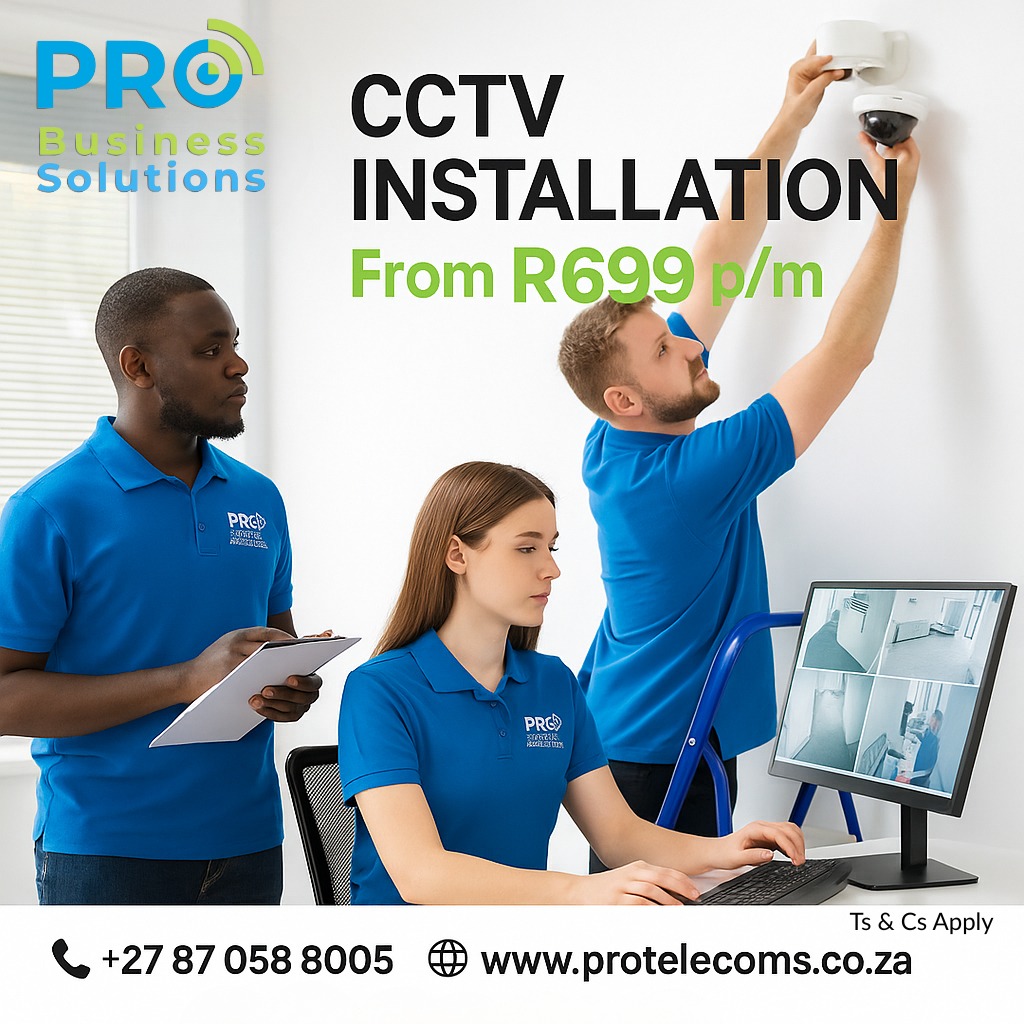 PRO
Business
Solutions
CCTV
INSTALLATION
From R699 p/m
PRO
PRO
Ts & Cs Apply
+27 87 058 8005
www.protelecoms.co.za